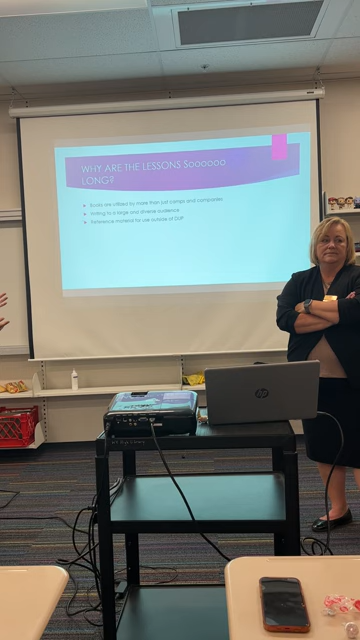 WHY ARE THE LESSONS Soooooo
LONG?
Books are utilized by more than just camps and companies
Writing to a large and diverse audience
Reference material for use outside of
hp